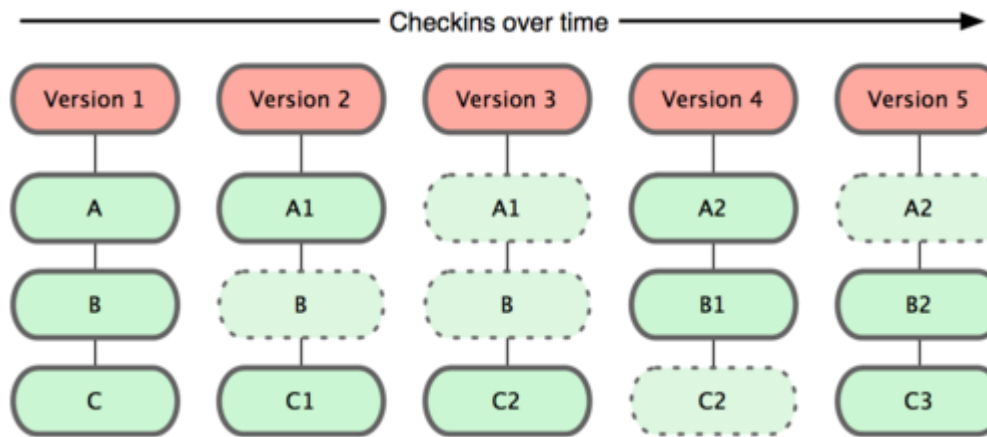 Checkins over time
Version 1 Version 2 Version 3 Version 4 Version 5
A A1 A1 A2 A2
B B B B1 B2
C C1 C2 C2 C3